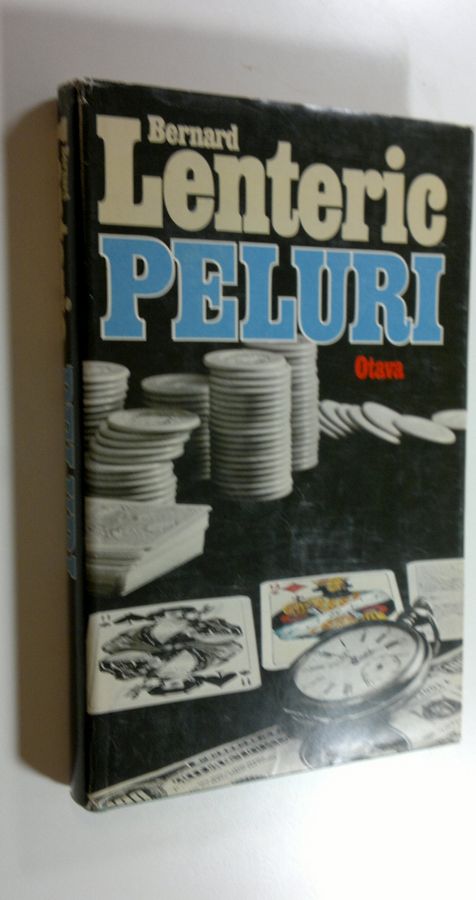 Bernard
Lenteric
PELURI
Otava